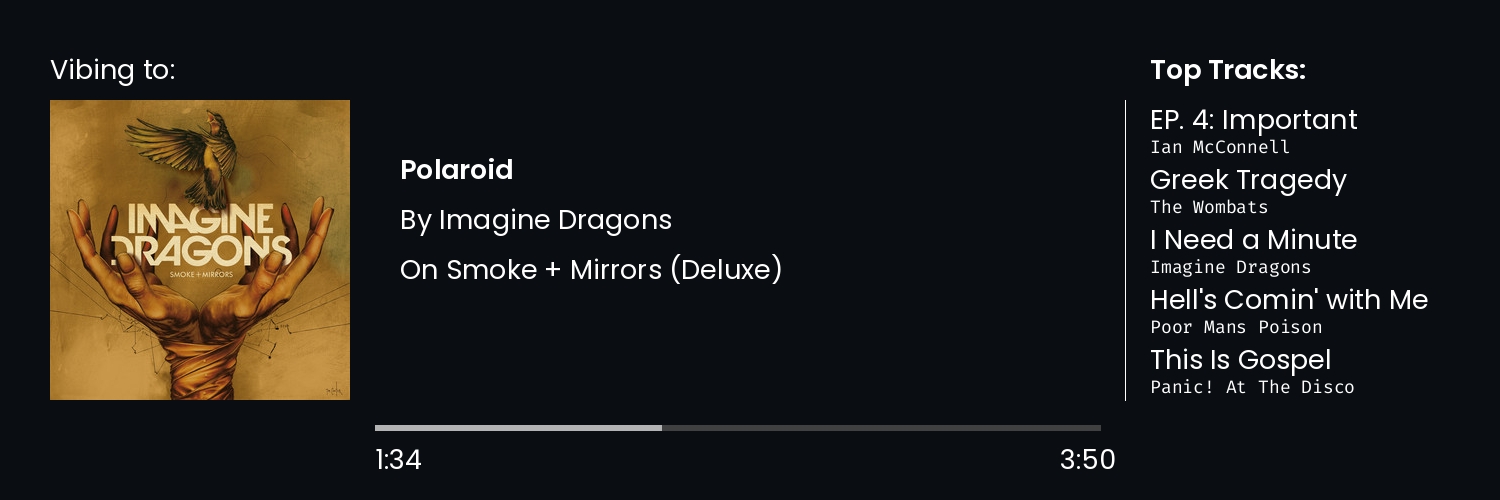 Vibing to:
IMAGINE
DRAGONS
SMOKE + MIRRORS
Polaroid
By Imagine Dragons
On Smoke + Mirrors (Deluxe)
1:34
3:50
Top Tracks:
EP. 4: Important
Ian McConnell
Greek Tragedy
The Wombats
I Need a Minute
Imagine Dragons
Hell's Comin' with Me
Poor Mans Poison
This Is Gospel
Panic! At The Disco